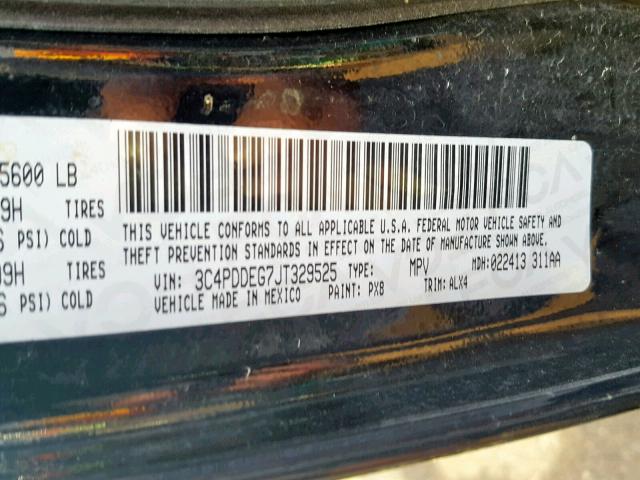 5600 LB
9H TIRES
PSI) COLD
09H TIRES
PSI) COLD
THIS VEHICLE CONFORMS TO ALL APPLICABLE U.S.A. FEDERAL MOTOR VEHICLE SAFETY AND
THEFT PREVENTION STANDARDS IN EFFECT ON THE DATE OF MANUFACTURE SHOWN ABOVE.
VIN: 3C4PDDEG7JT329525 TYPE: MPV MDH:022413 311AA
VEHICLE MADE IN MEXICO PAINT: PX8 TRIM: ALX4